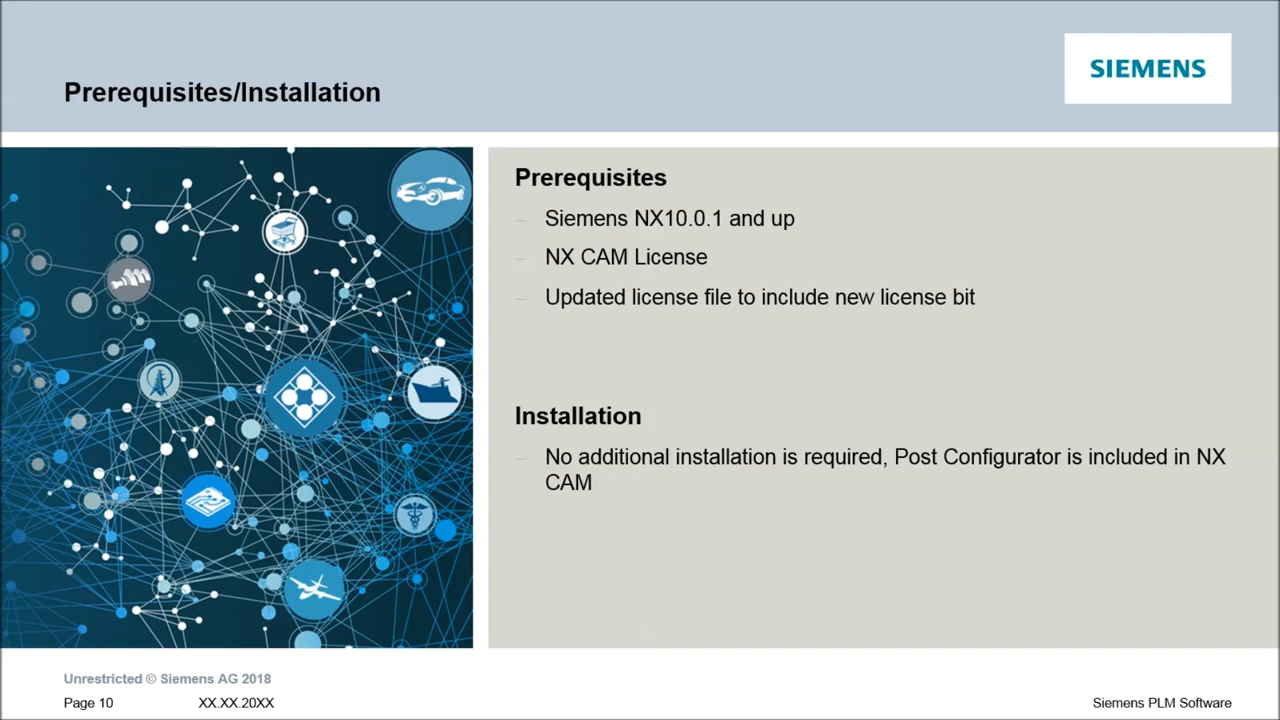 SIEMENS
Prerequisites/Installation
Prerequisites
– Siemens NX10.0.1 and up
– NX CAM License
– Updated license file to include new license bit
Installation
– No additional installation is required, Post Configurator is included in NX
CAM
Unrestricted © Siemens AG 2018
Page 10 XX.XX.20XX Siemens PLM Software